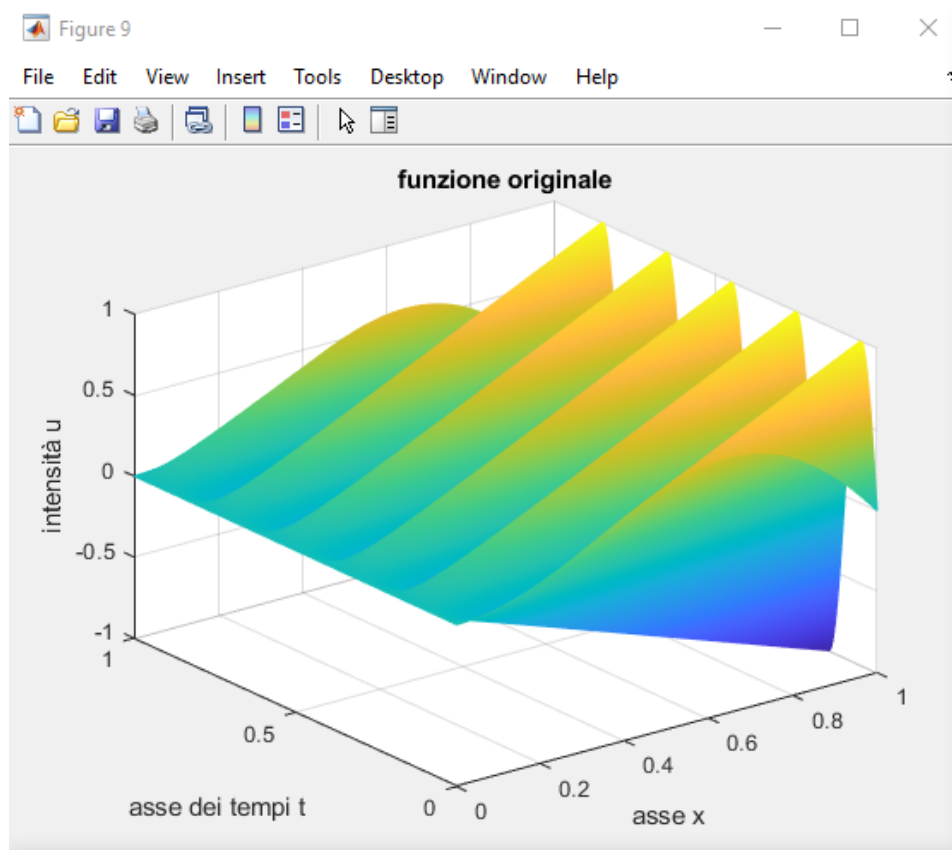 Figure 9
File Edit View Insert Tools Desktop Window Help
funzione originale
1
0.5
0
-0.5
-1
intensità u
1
0.5
0
asse dei tempi t
0
0.2
0.4
0.6
0.8
1
asse x